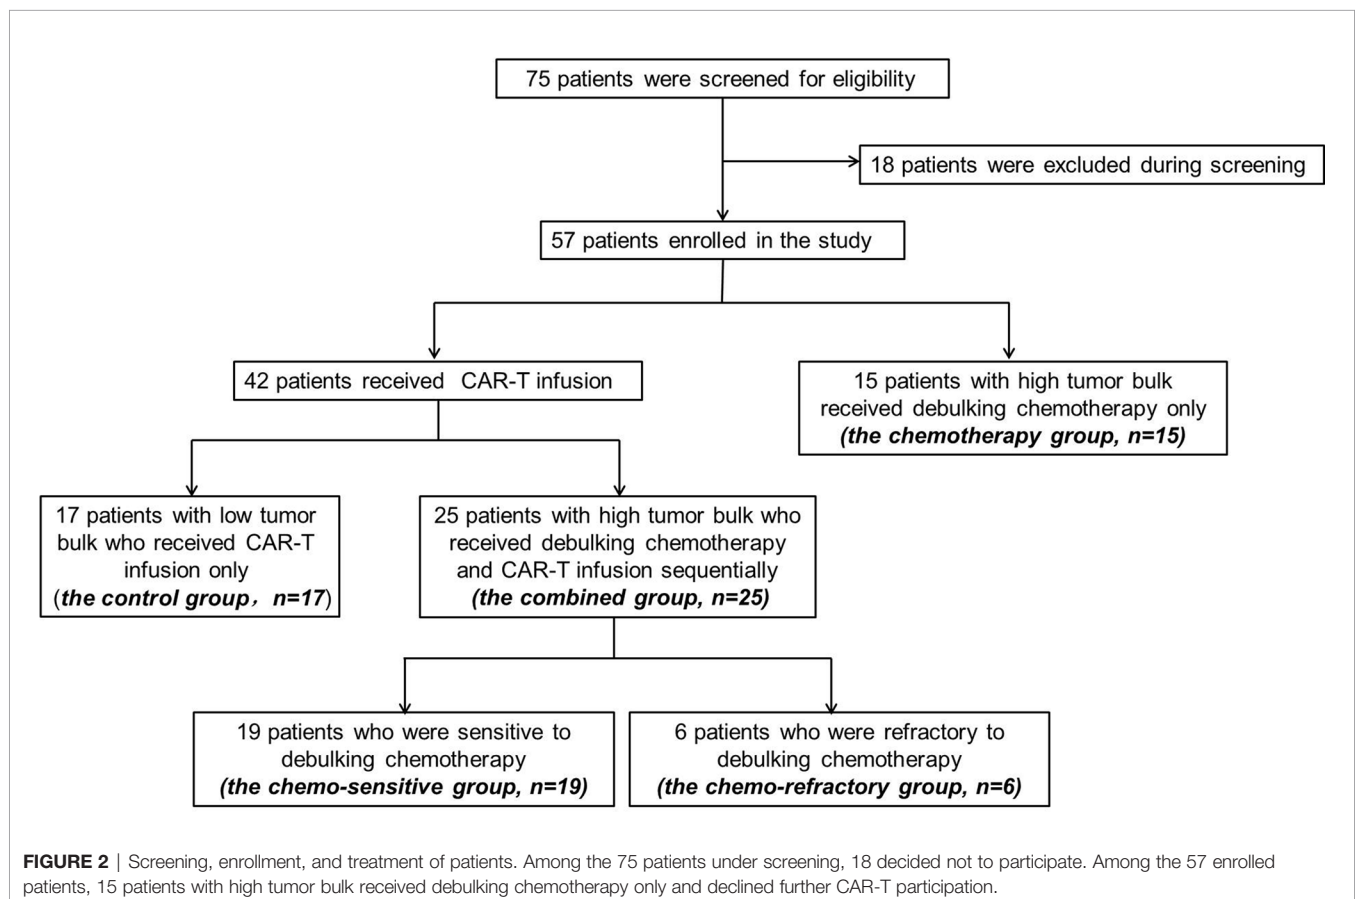 75 patients were screened for eligibility
18 patients were excluded during screening
57 patients enrolled in the study
42 patients received CAR-T infusion
15 patients with high tumor bulk
received debulking chemotherapy only
(the chemotherapy group, n=15)
17 patients with low tumor
bulk who received CAR-T
infusion only
(the control group，n=17)
25 patients with high tumor bulk who
received debulking chemotherapy
and CAR-T infusion sequentially
(the combined group, n=25)
19 patients who were sensitive to
debulking chemotherapy
(the chemo-sensitive group, n=19)
6 patients who were refractory to
debulking chemotherapy
(the chemo-refractory group, n=6)
FIGURE 2 | Screening, enrollment, and treatment of patients. Among the 75 patients under screening, 18 decided not to participate. Among the 57 enrolled
patients, 15 patients with high tumor bulk received debulking chemotherapy only and declined further CAR-T participation.